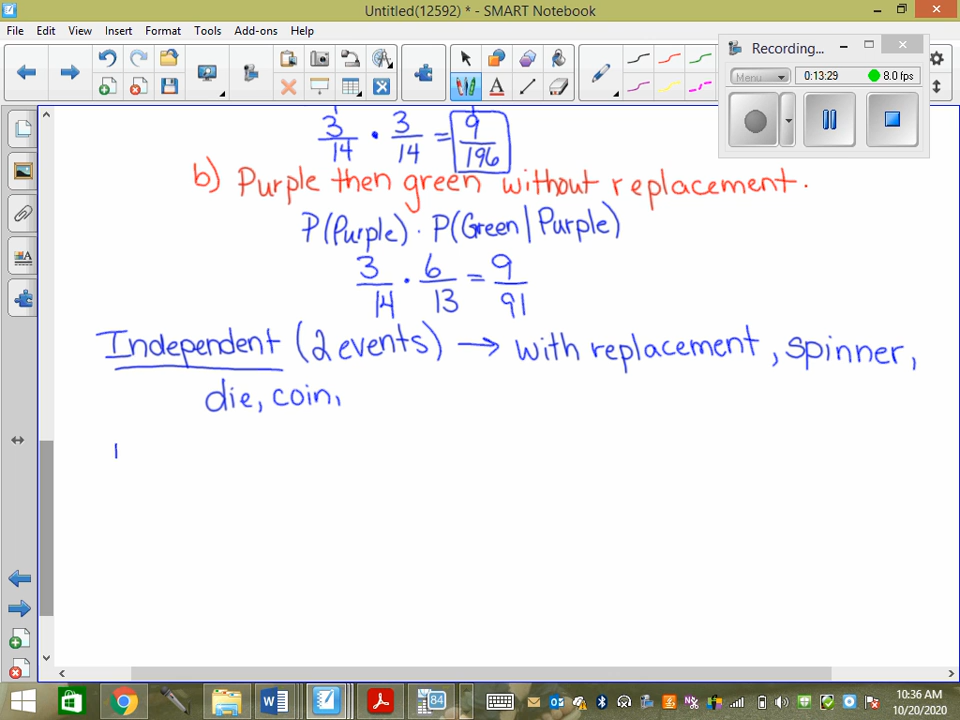 Untitled(12592) * - SMART Notebook
File Edit View Insert Format Tools Add-ons Help
Recording...
Menu 0:13:29 8.0 fps
3/14 · 3/14 = 9/196
b) Purple then green without replacement.
P(Purple) · P(Green | Purple)
3/14 · 6/13 = 9/91
Independent (2 events) → with replacement, spinner,
die, coin,
84
10:36 AM
10/20/2020